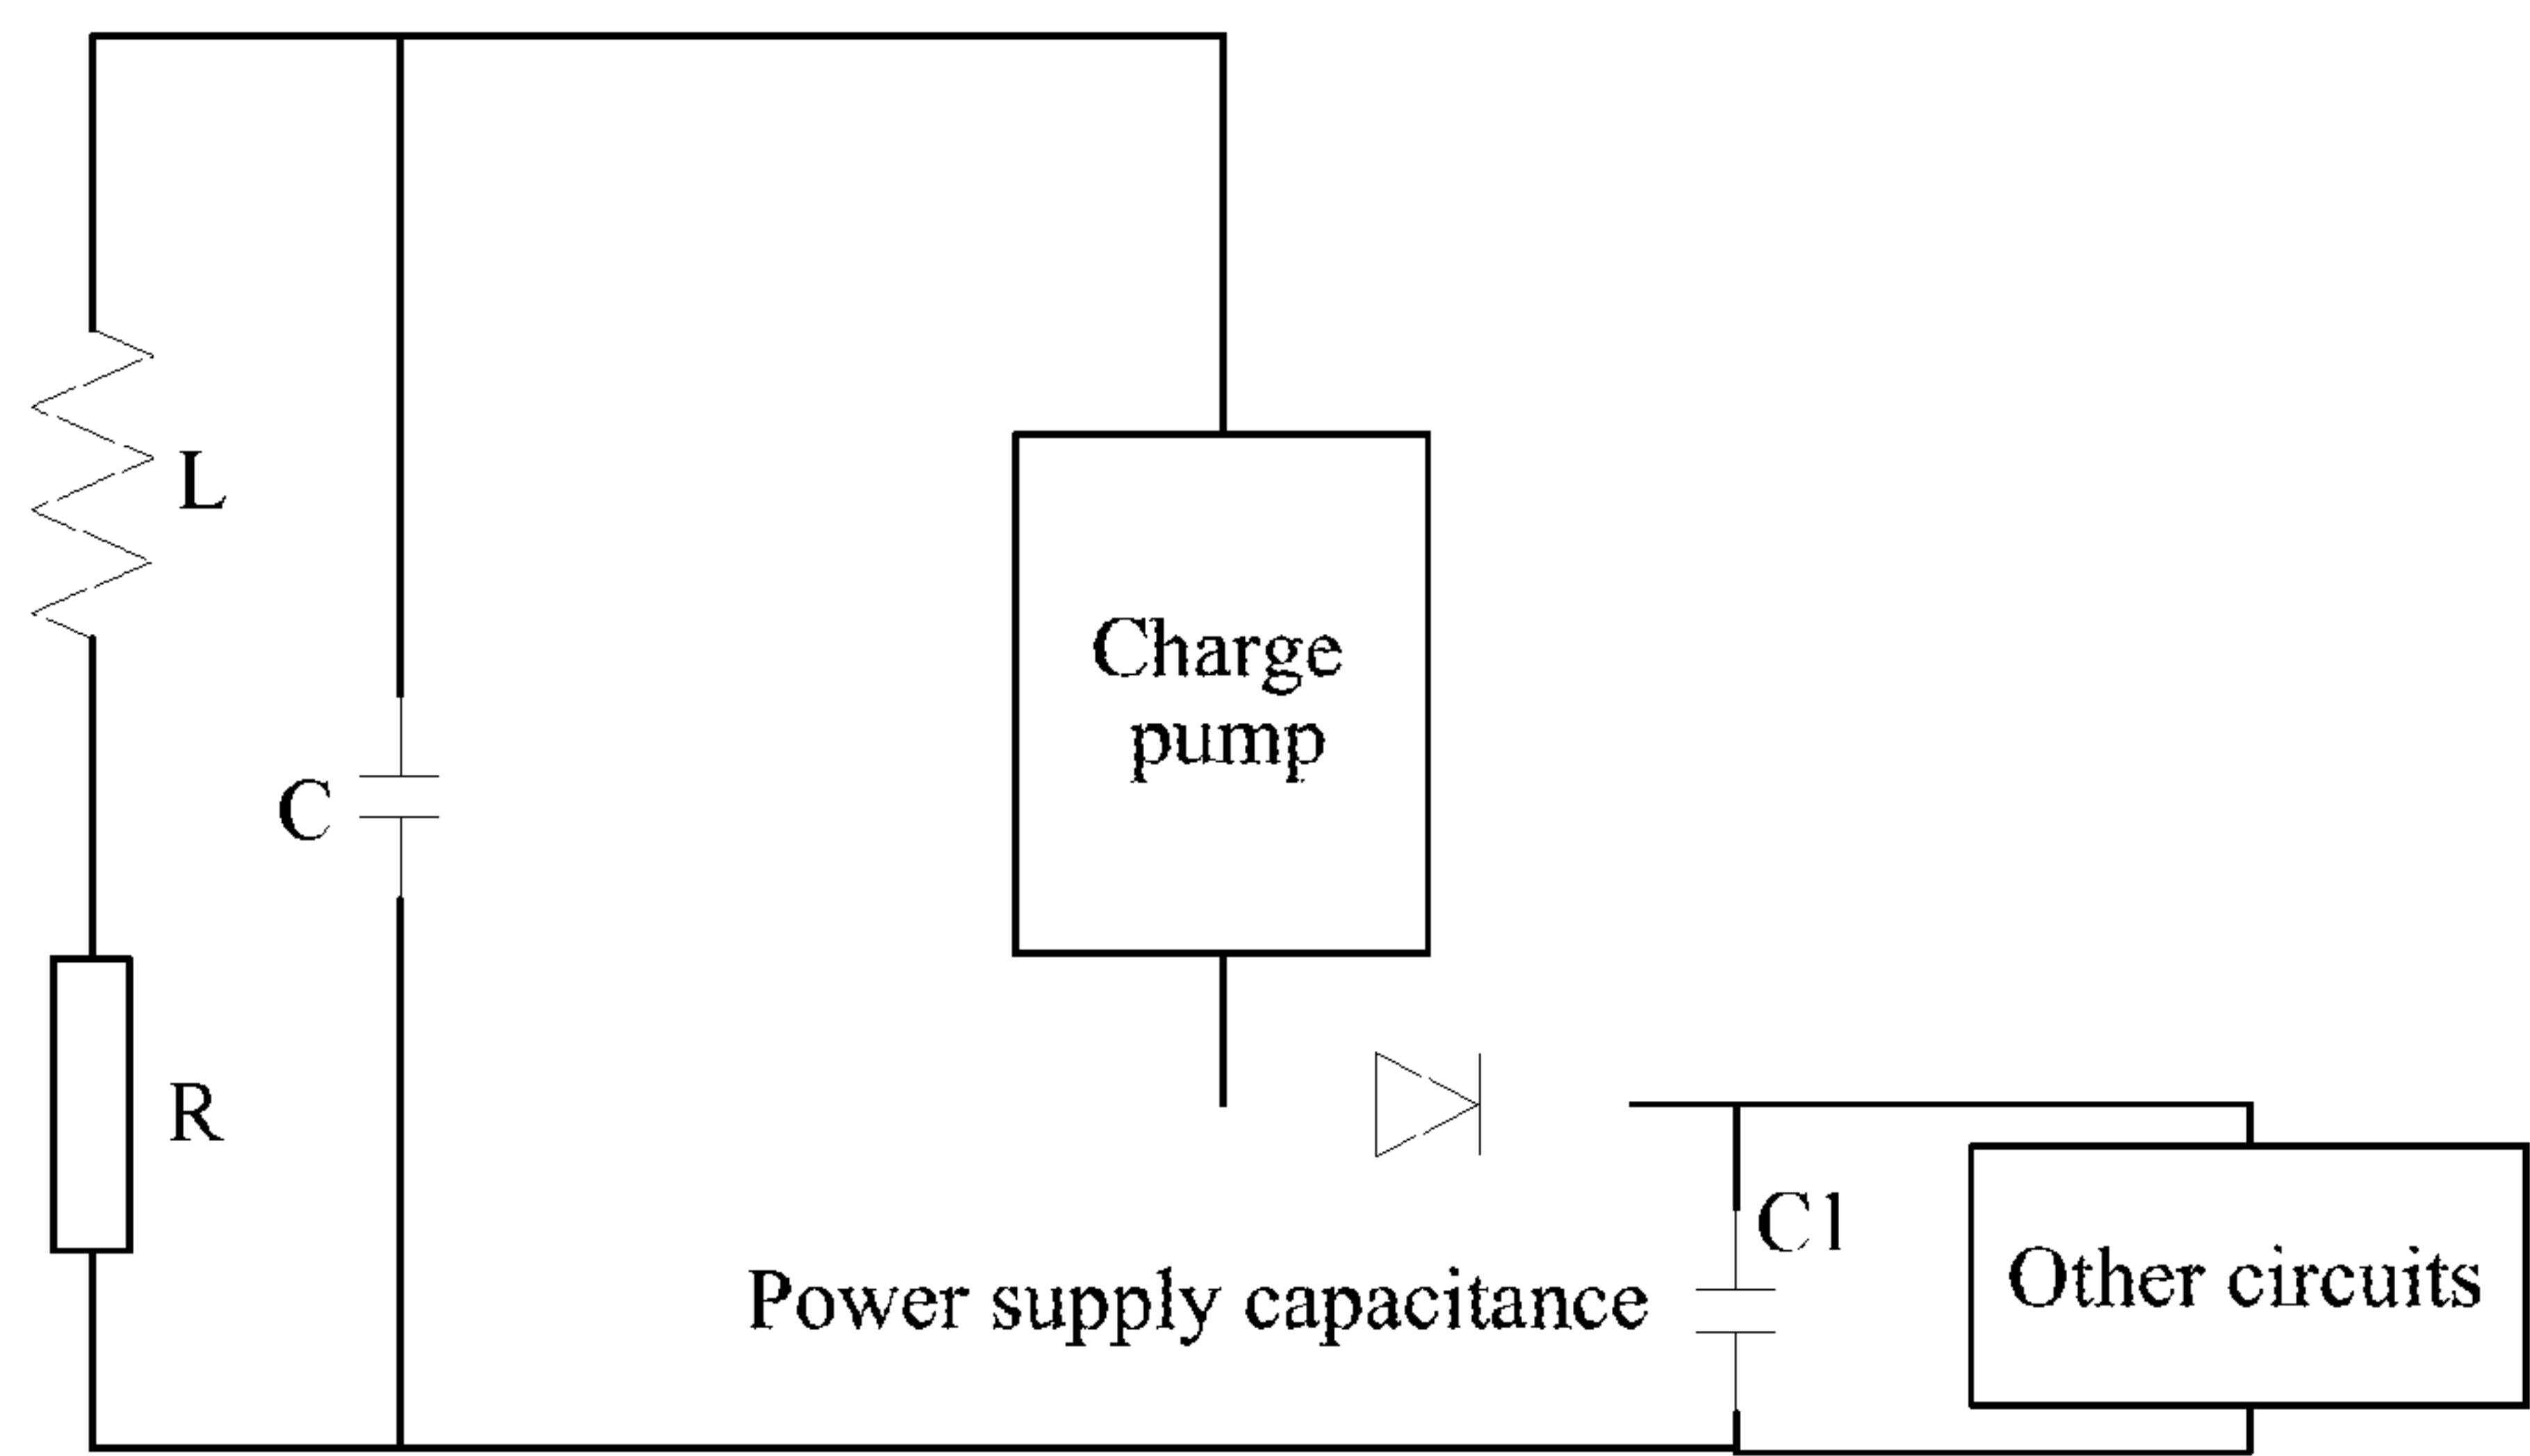 L
C
Charge
pump
R
C1
Power supply capacitance
Other circuits